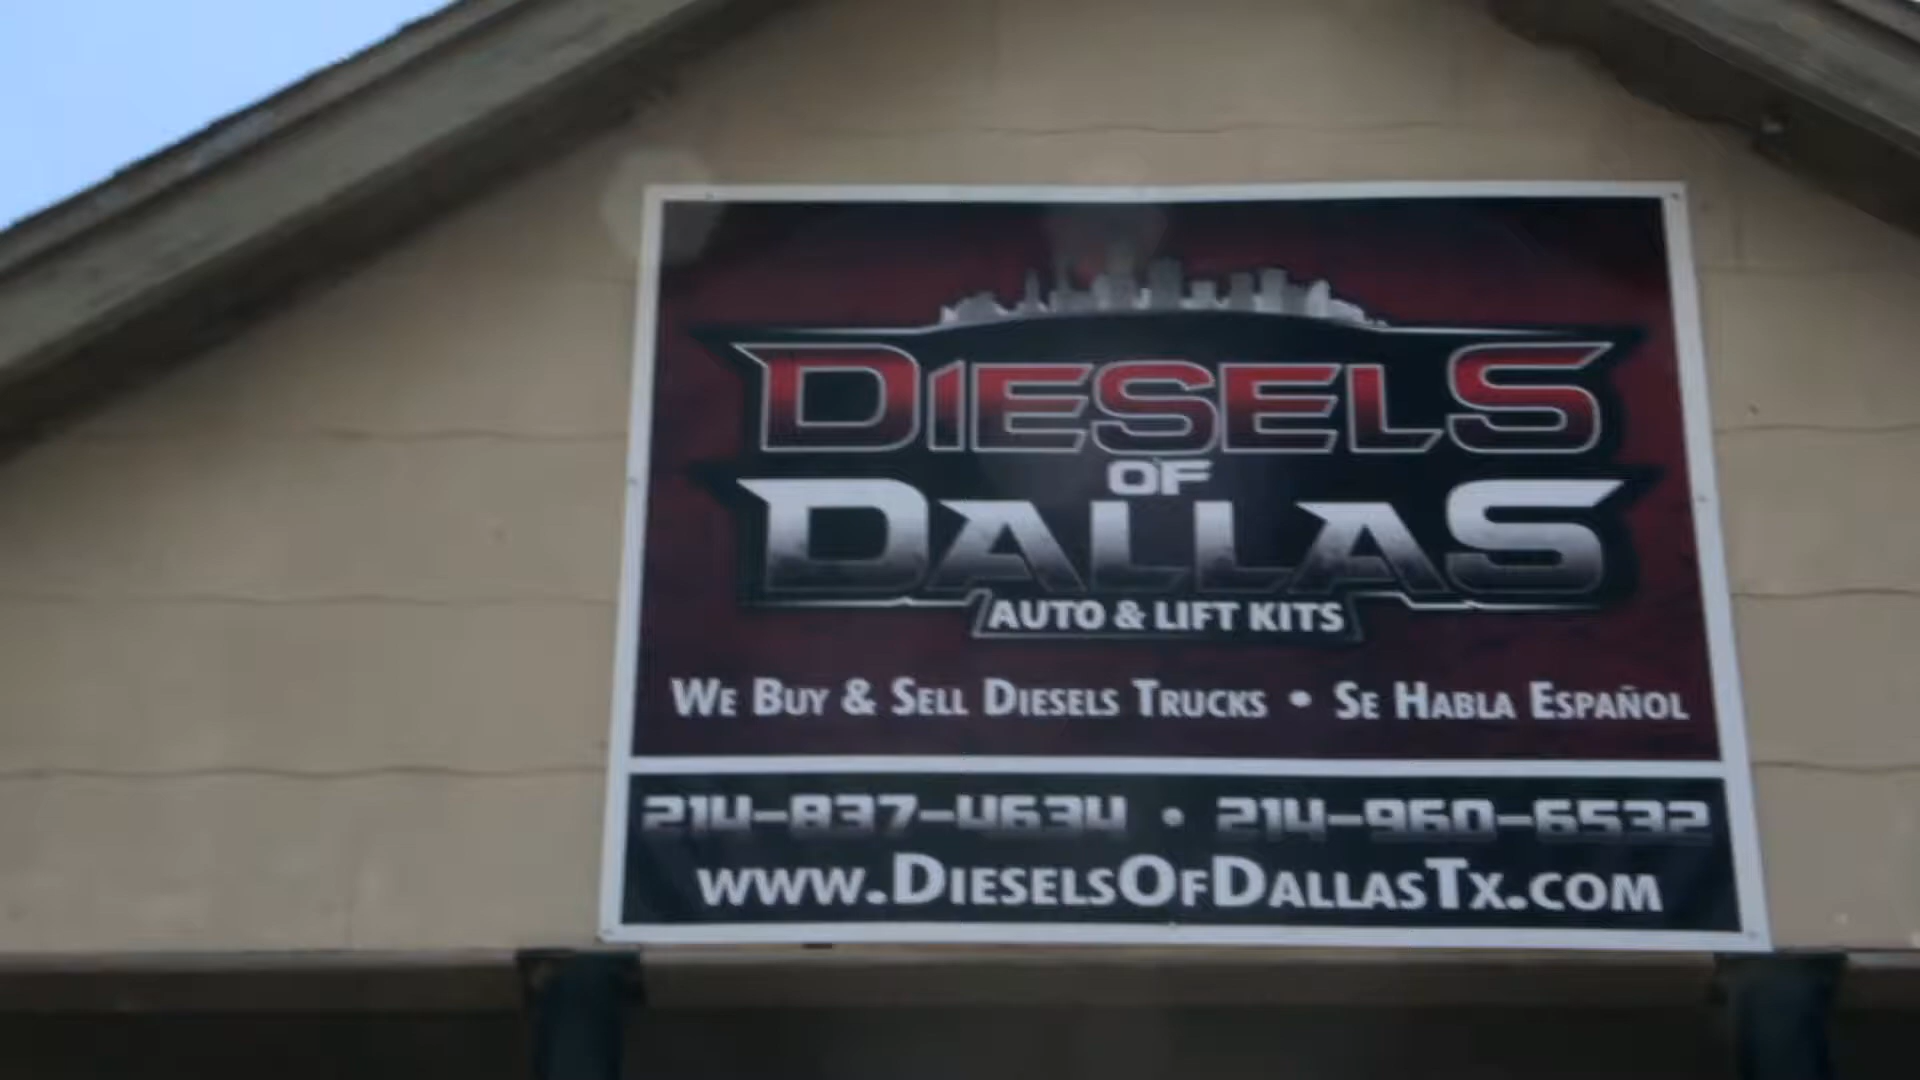 DIESELS
OF
DALLAS
AUTO & LIFT KITS
WE BUY & SELL DIESELS TRUCKS • SE HABLA ESPAÑOL
214-837-4634 • 214-960-6532
WWW.DIESELSOFDALLASTX.COM